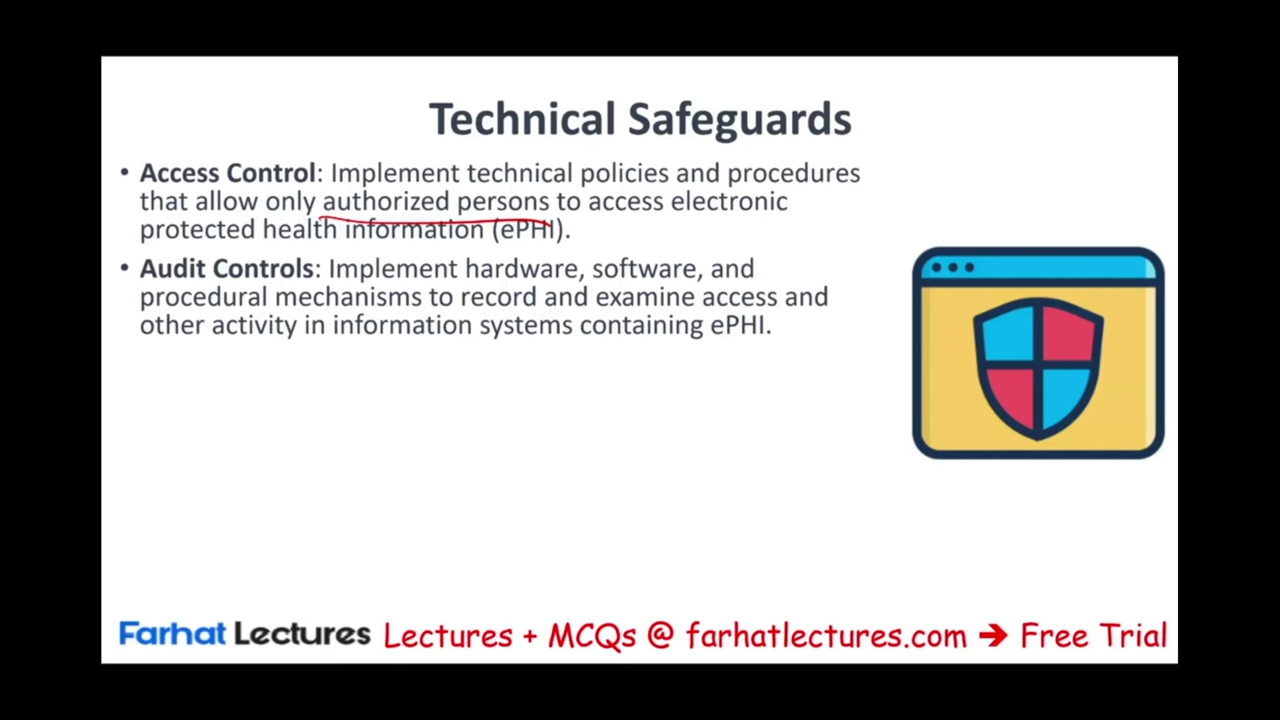 Technical Safeguards
• Access Control: Implement technical policies and procedures
that allow only authorized persons to access electronic
protected health information (ePHI).
• Audit Controls: Implement hardware, software, and
procedural mechanisms to record and examine access and
other activity in information systems containing ePHI.
Farhat Lectures Lectures + MCQs @ farhatlectures.com ➔ Free Trial